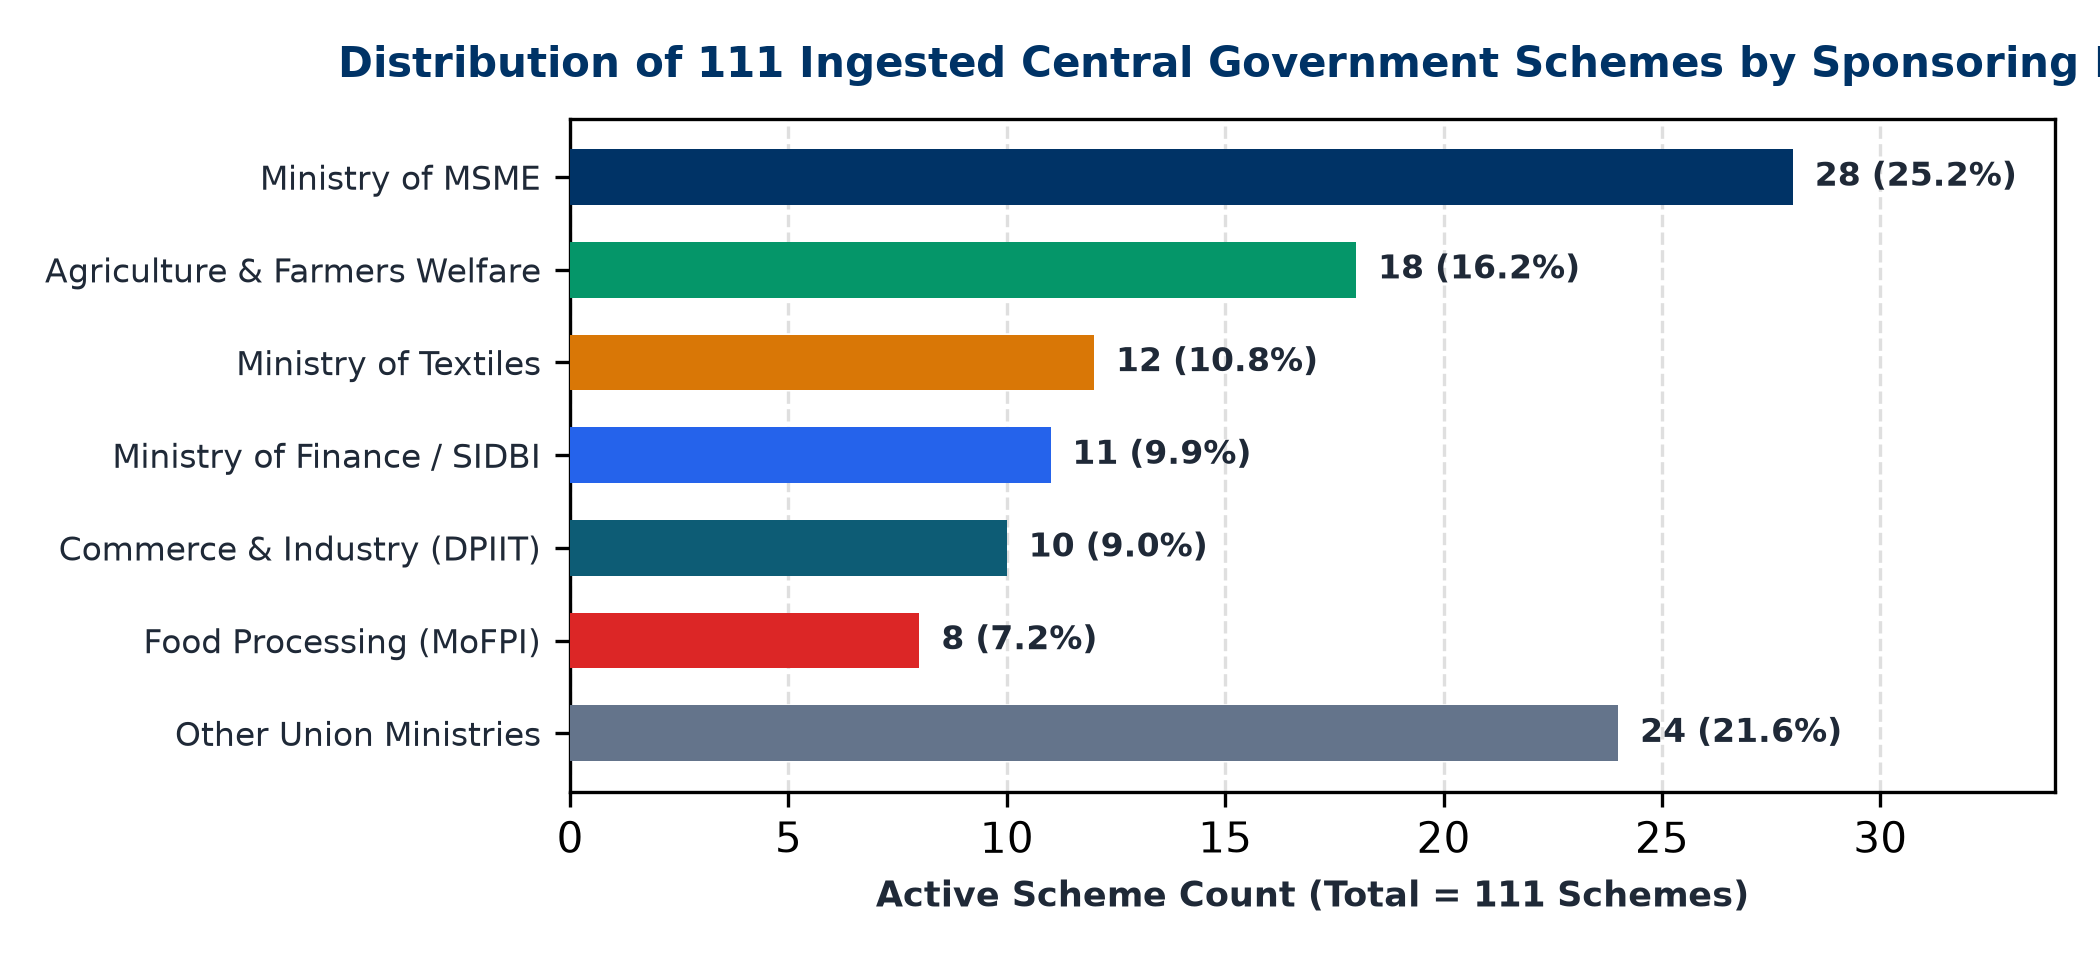 Distribution of 111 Ingested Central Government Schemes by Sponsoring
Ministry of MSME
28 (25.2%)
Agriculture & Farmers Welfare
18 (16.2%)
Ministry of Textiles
12 (10.8%)
Ministry of Finance / SIDBI
11 (9.9%)
Commerce & Industry (DPIIT)
10 (9.0%)
Food Processing (MoFPI)
8 (7.2%)
Other Union Ministries
24 (21.6%)
0 5 10 15 20 25 30
Active Scheme Count (Total = 111 Schemes)